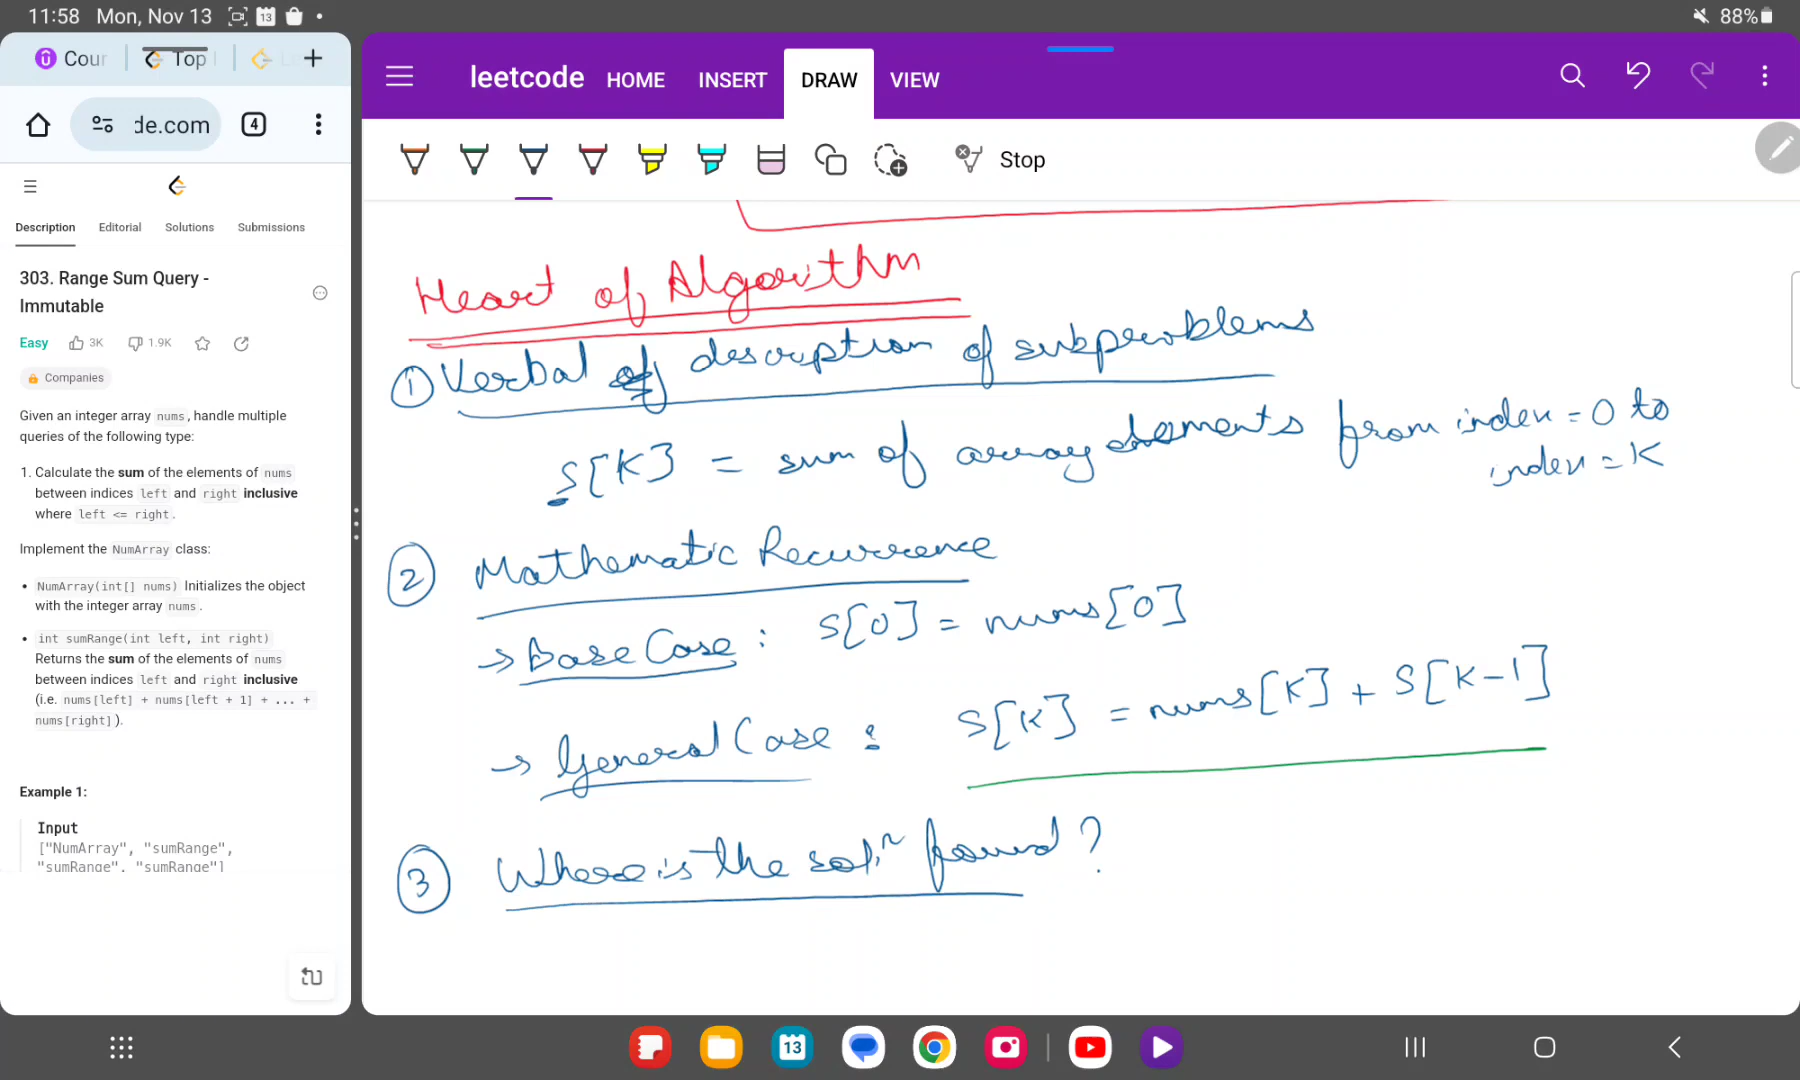 11:58 Mon, Nov 13 13 88%
Cour Top
de.com 4
Description Editorial Solutions Submissions
303. Range Sum Query -
Immutable
Easy 3K 1.9K
Companies
Given an integer array nums, handle multiple
queries of the following type:
1. Calculate the sum of the elements of nums
between indices left and right inclusive
where left <= right.
Implement the NumArray class:
• NumArray(int[] nums) Initializes the object
with the integer array nums.
• int sumRange(int left, int right)
Returns the sum of the elements of nums
between indices left and right inclusive
(i.e. nums[left] + nums[left + 1] + ... +
nums[right]).
Example 1:
Input
["NumArray", "sumRange",
"sumRange", "sumRange"]
leetcode HOME INSERT DRAW VIEW
Stop
Heart of Algorithm
① Verbal of description of subproblems
S[K] = sum of array elements from index = 0 to
index = K
② Mathematic Recurrence
→ Base Case : S[0] = nums[0]
→ General Case : S[K] = nums[K] + S[K-1]
③ Where is the solⁿ found ?
13